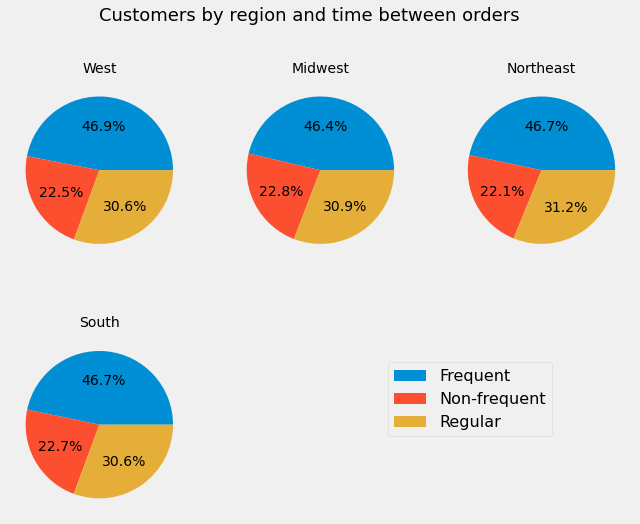 Customers by region and time between orders
West
46.9%
22.5%
30.6%
Midwest
46.4%
22.8%
30.9%
Northeast
46.7%
22.1%
31.2%
South
46.7%
22.7%
30.6%
Frequent
Non-frequent
Regular